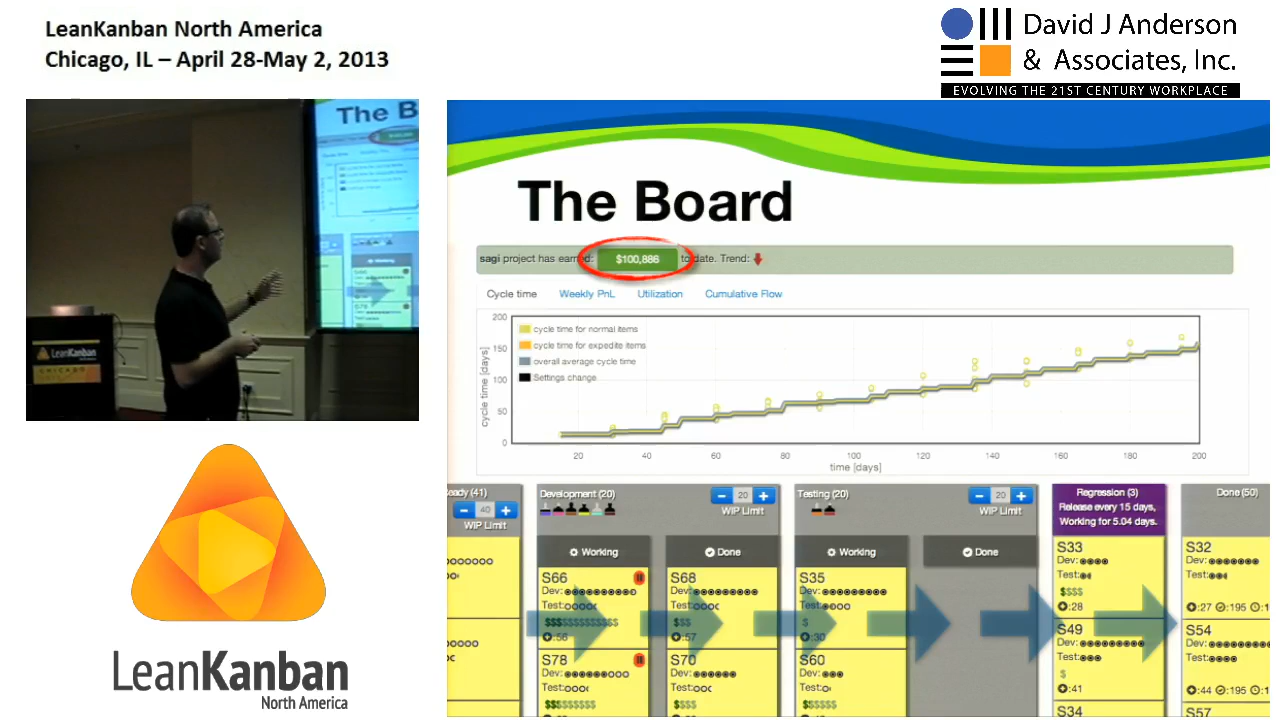 LeanKanban North America
Chicago, IL – April 28-May 2, 2013
David J Anderson
& Associates, Inc.
EVOLVING THE 21ST CENTURY WORKPLACE
The B
LeanKanban
CHICAGO
The Board
sagi project has earned: $100,886 to date. Trend:
Cycle time Weekly PnL Utilization Cumulative Flow
cycle time [days]
200
150
100
50
0
cycle time for normal items
cycle time for expedite items
overall average cycle time
Settings change
20 40 60 80 100 120 140 160 180 200
time [days]
eady (41)
− 40 +
WIP Limit
Development (20)
− 20 +
WIP Limit
Working
Done
Testing (20)
− 20 +
WIP Limit
Working
Done
Regression (3)
Release every 15 days,
Working for 5.04 days.
Done (50)
S66
Dev:
Test:
$$$$$$$$$$$$$
:56
S78
Dev:
Test:
$$$$$$$$$
S68
Dev:
Test:
$$$
:57
S70
Dev:
Test:
$$$$
S35
Dev:
Test:
$
:30
S60
Dev:
Test:
$$$$$
S33
Dev:
Test:
$$$$
:28
S49
Dev:
Test:
$
:41
S34
S32
Dev:
Test:
:27 :195 :1
S54
Dev:
Test:
:44 :195 :1
S57
LeanKanban
North America